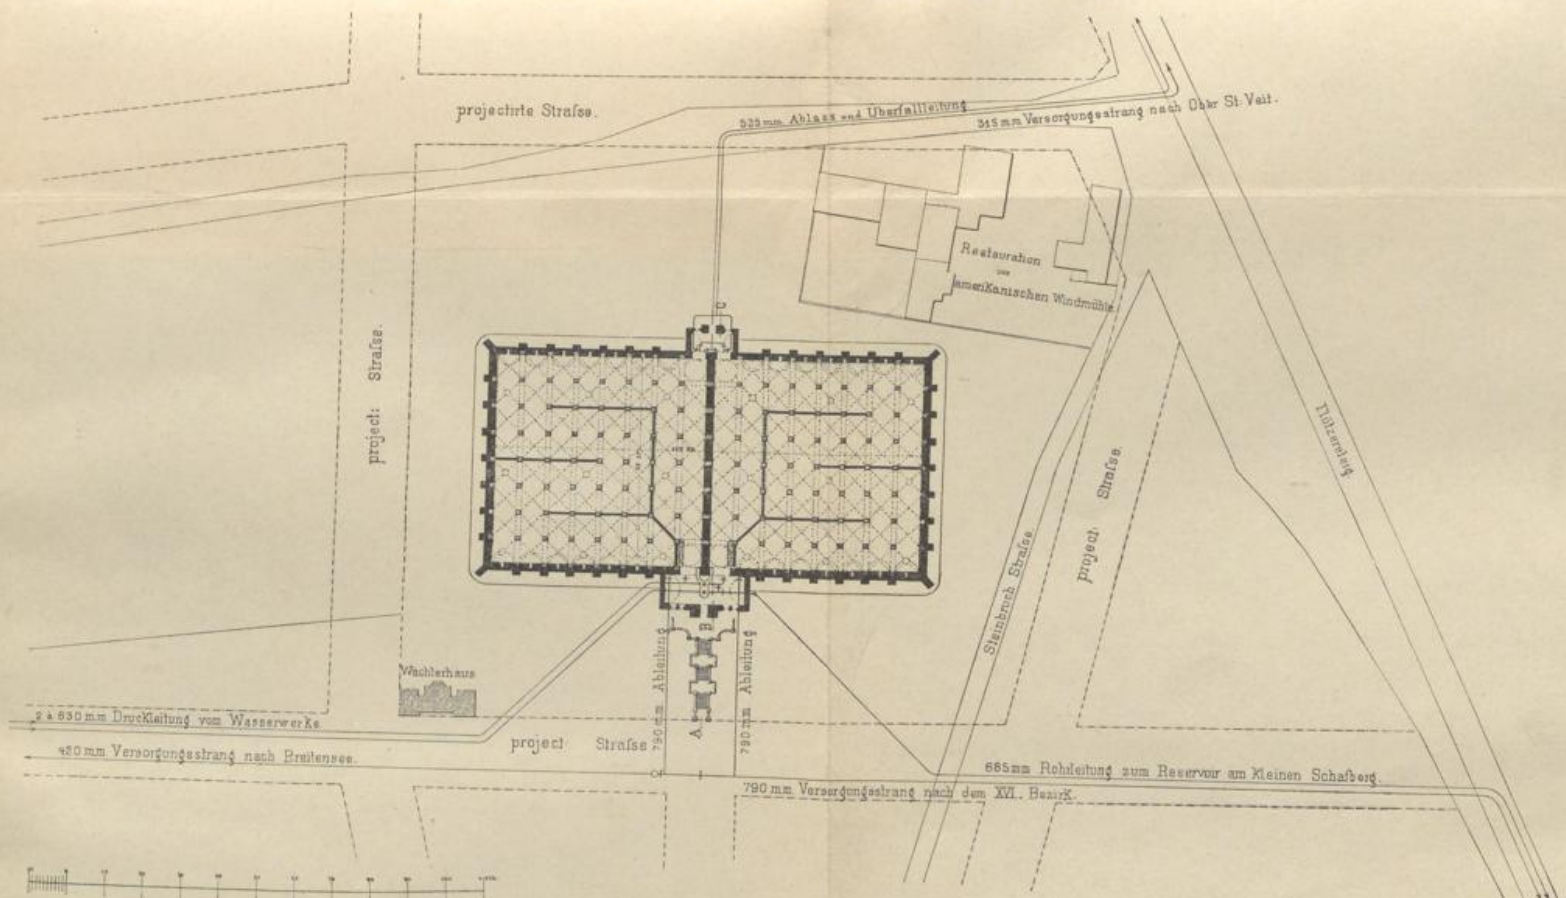 projectirte Straſse.
525 mm. Ablass und Überfallleitung
315 mm Versorgungsstrang nach Ober St. Veit.
C
Restauration
zur
amerikanischen Windmühle
project: Straſse.
Flötzersteig
project: Straſse.
Steinbruch Straſse
B
790 mm Ableitung
790 mm Ableitung
Wächterhaus
2 à 630 mm Druckleitung vom Wasserwerke
A
project Straſse
420 mm Versorgungsstrang nach Breitensee.
685 mm Rohrleitung zum Reservoir am Kleinen Schafberg.
790 mm Versorgungsstrang nach dem XVI. Bezirk.